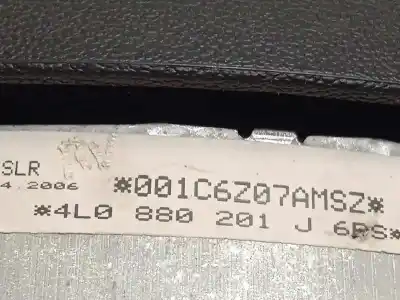 SLR
4.2006
*001C6Z07AMSZ*
*4L0 880 201 J 6PS*